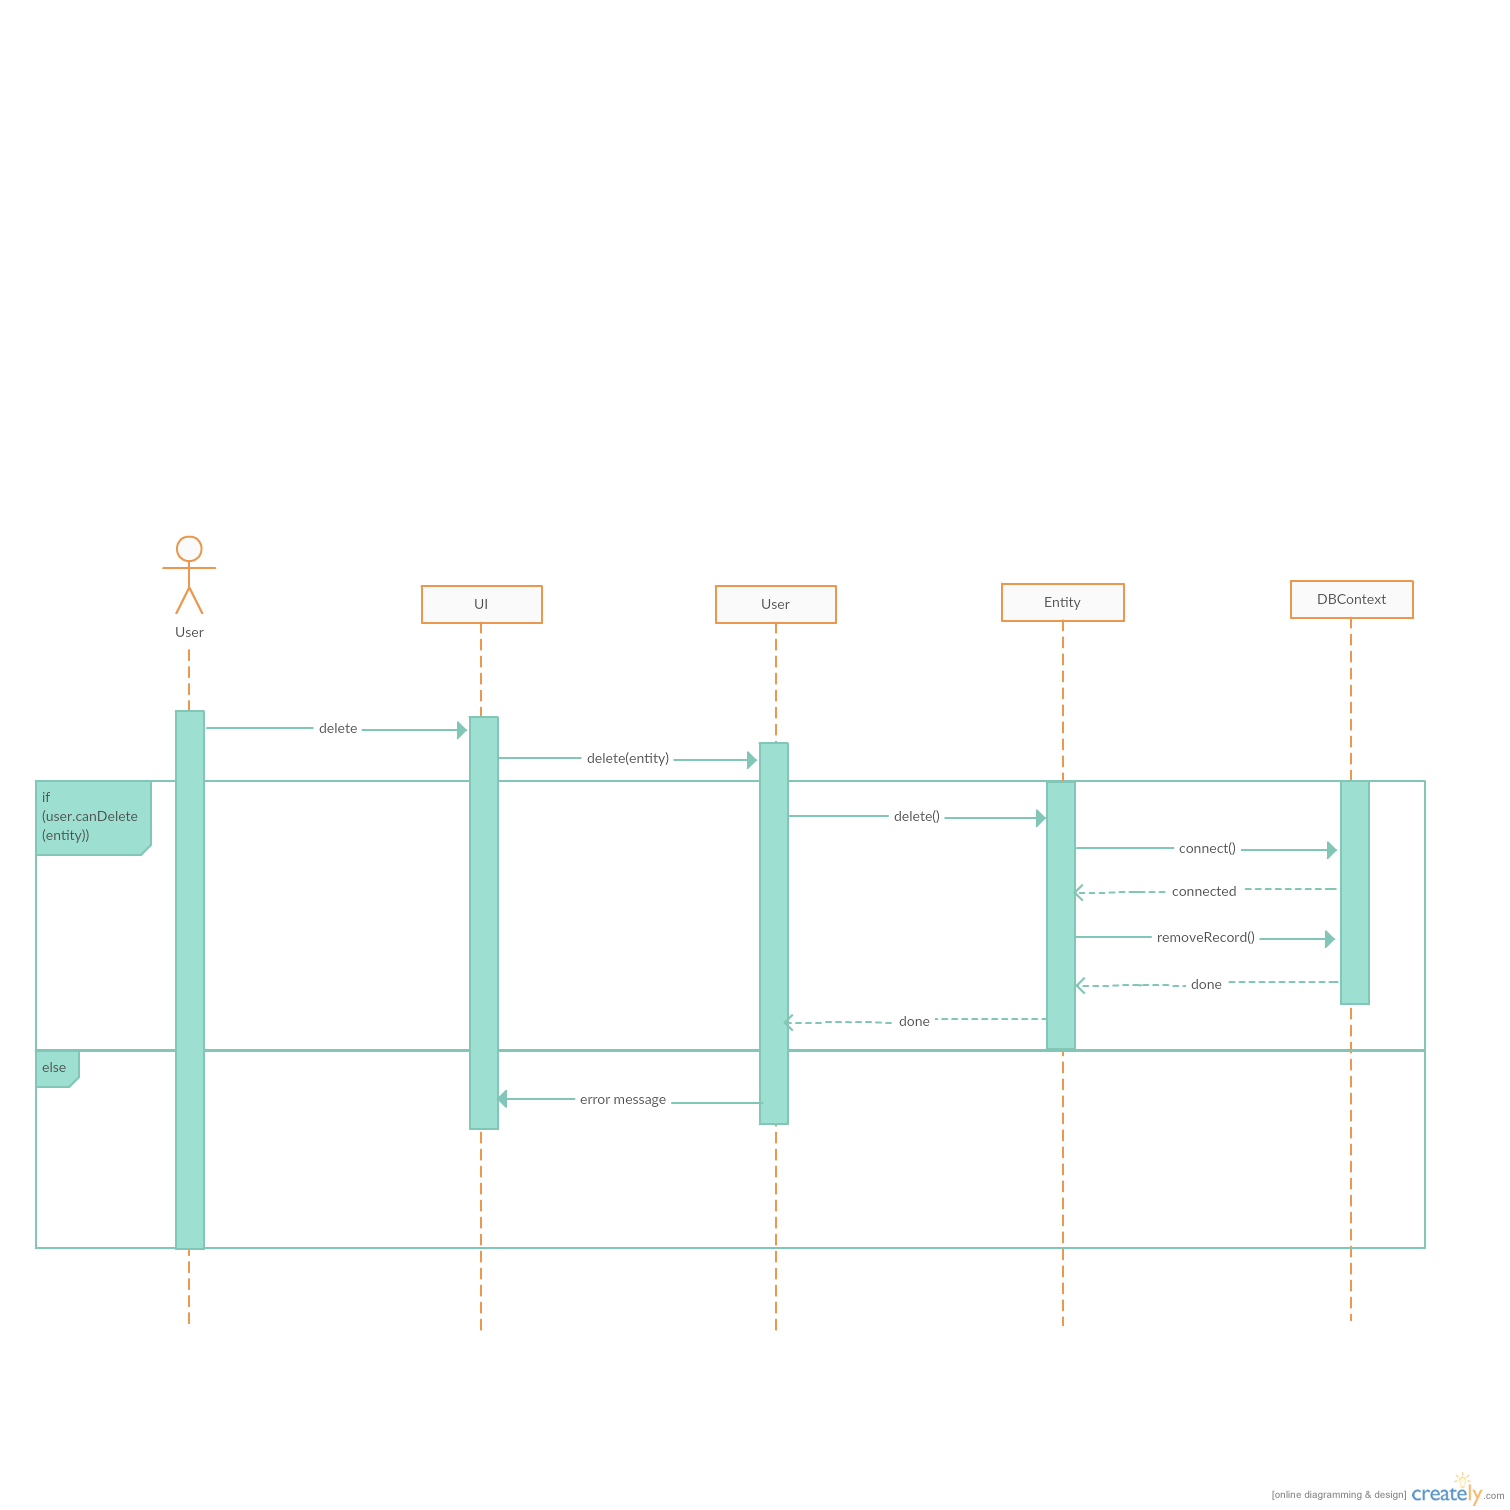 User
UI
User
Entity
DBContext
delete
delete(entity)
if
(user.canDelete
(entity))
delete()
connect()
connected
removeRecord()
done
done
else
error message
[online diagramming & design] creately.com